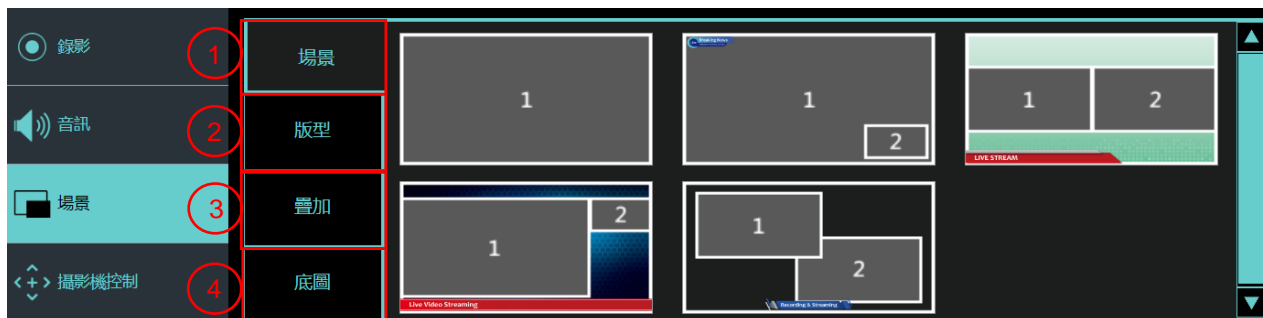 錄影
音訊
場景
攝影機控制
1
場景
2
版型
3
疊加
4
底圖
1
Breaking News
1
2
1
2
LIVE STREAM
1
2
Live Video Streaming
1
2
Recording & Streaming